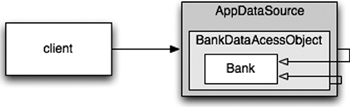 AppDataSource
BankDataAcessObject
client
Bank